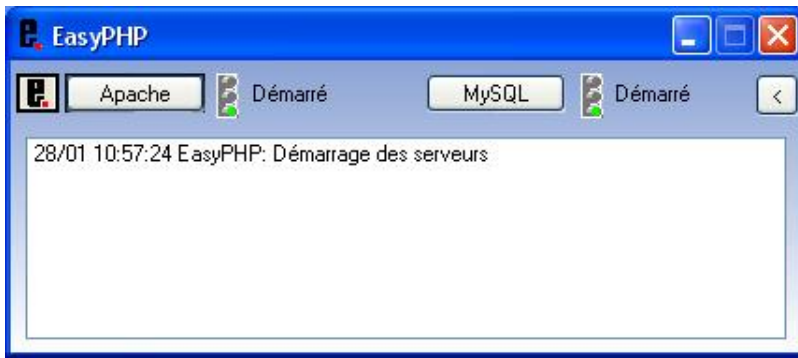 e. EasyPHP
e. Apache Démarré MySQL Démarré <
28/01 10:57:24 EasyPHP: Démarrage des serveurs